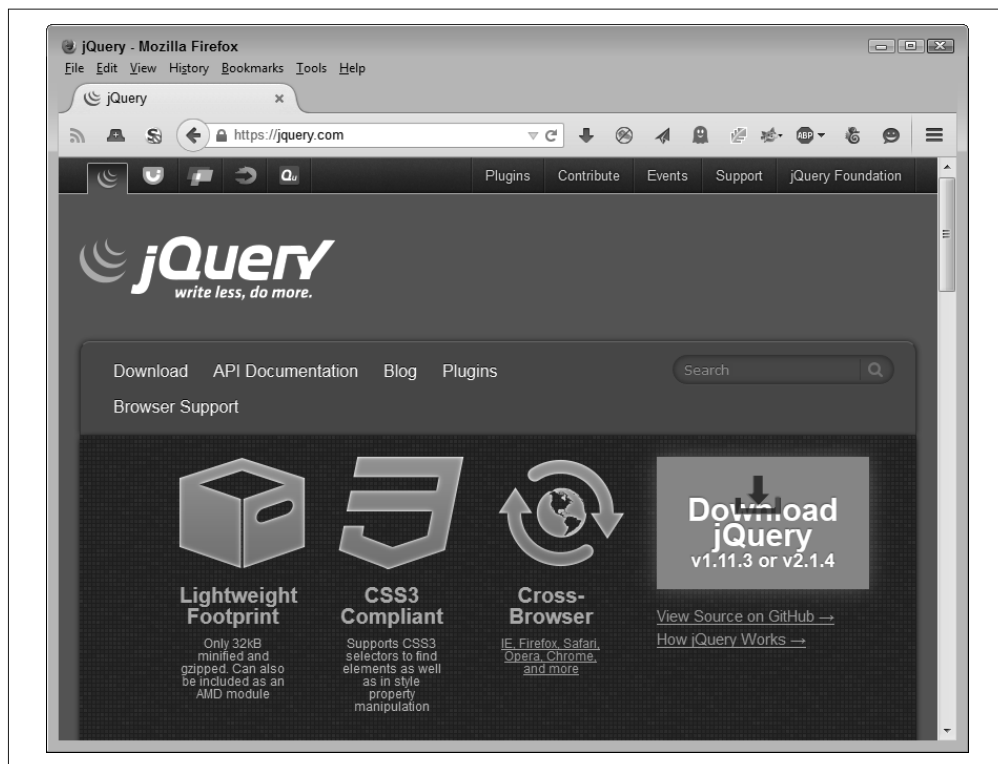 jQuery - Mozilla Firefox
File Edit View History Bookmarks Tools Help
jQuery
ABP
https://jquery.com
Qu
Plugins Contribute Events Support jQuery Foundation
jQuery
write less, do more.
Download API Documentation Blog Plugins
Search
Browser Support
Lightweight
Footprint
Only 32kB
minified and
gzipped. Can also
be included as an
AMD module
CSS3
Compliant
Supports CSS3
selectors to find
elements as well
as in style
property
manipulation
Cross-
Browser
IE, Firefox, Safari,
Opera, Chrome,
and more
Download
jQuery
v1.11.3 or v2.1.4
View Source on GitHub →
How jQuery Works →